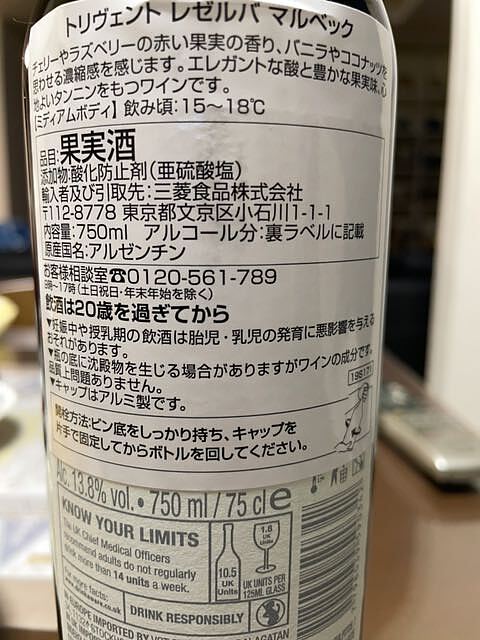 トリヴェント レゼルバ マルベック
チェリーやラズベリーの赤い果実の香り、バニラやココナッツを
思わせる濃縮感を感じます。エレガントな酸と豊かな果実味、心
地よいタンニンをもつワインです。
【ミディアムボディ】飲み頃:15〜18℃
品目:果実酒
添加物:酸化防止剤(亜硫酸塩)
輸入者及び引取先:三菱食品株式会社
〒112-8778 東京都文京区小石川1-1-1
内容量:750ml アルコール分:裏ラベルに記載
原産国名:アルゼンチン
お客様相談室☎0120-561-789
9時〜17時(土日祝日・年末年始を除く)
飲酒は20歳を過ぎてから
▼妊娠中や授乳期の飲酒は胎児・乳児の発育に悪影響を与える
おそれがあります。
▼瓶の底に沈殿物を生じる場合がありますがワインの成分です。
品質上問題ありません。
▼キャップはアルミ製です。
198171
開栓方法:ビン底をしっかり持ち、キャップを
片手で固定してからボトルを回してください。
Alc. 13.8% vol. • 750 ml / 75 cl e
KNOW YOUR LIMITS
The UK Chief Medical Officers
recommend adults do not regularly
drink more than 14 units a week.
10.5
UK
Units
1.6
UK UNITS PER
125ML GLASS
For more facts:
DRINK RESPONSIBLY
EUROPE IMPORTED BY